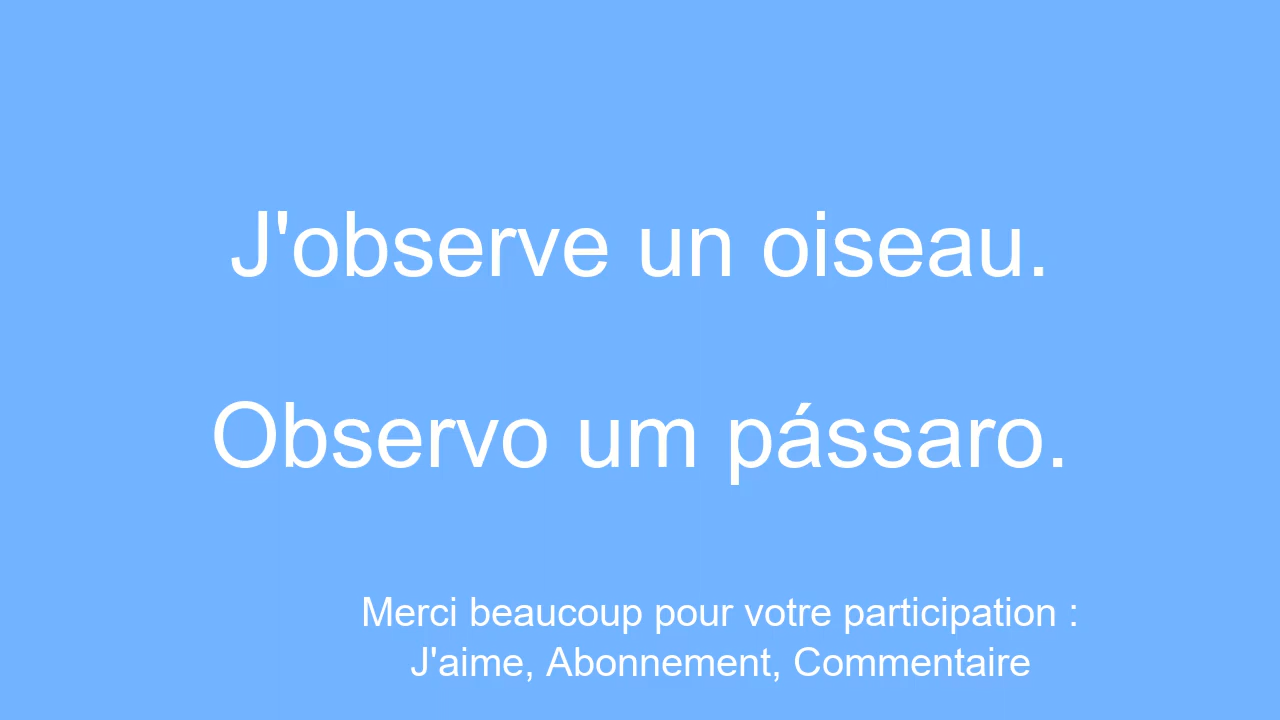 J'observe un oiseau.
Observo um pássaro.
Merci beaucoup pour votre participation :
J'aime, Abonnement, Commentaire